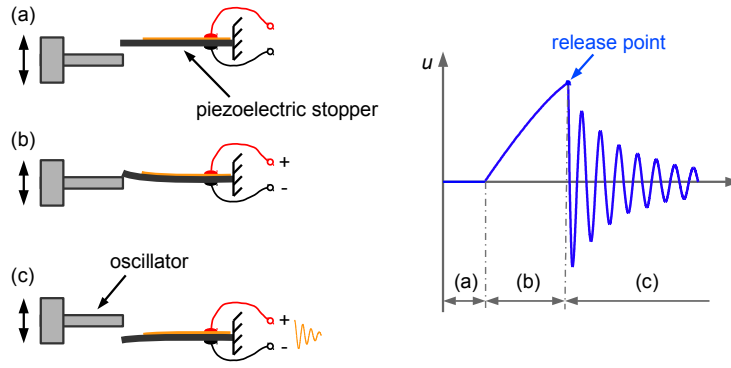 (a)
piezoelectric stopper
(b)
+
-
oscillator
(c)
+
-
release point
u
(a)
(b)
(c)